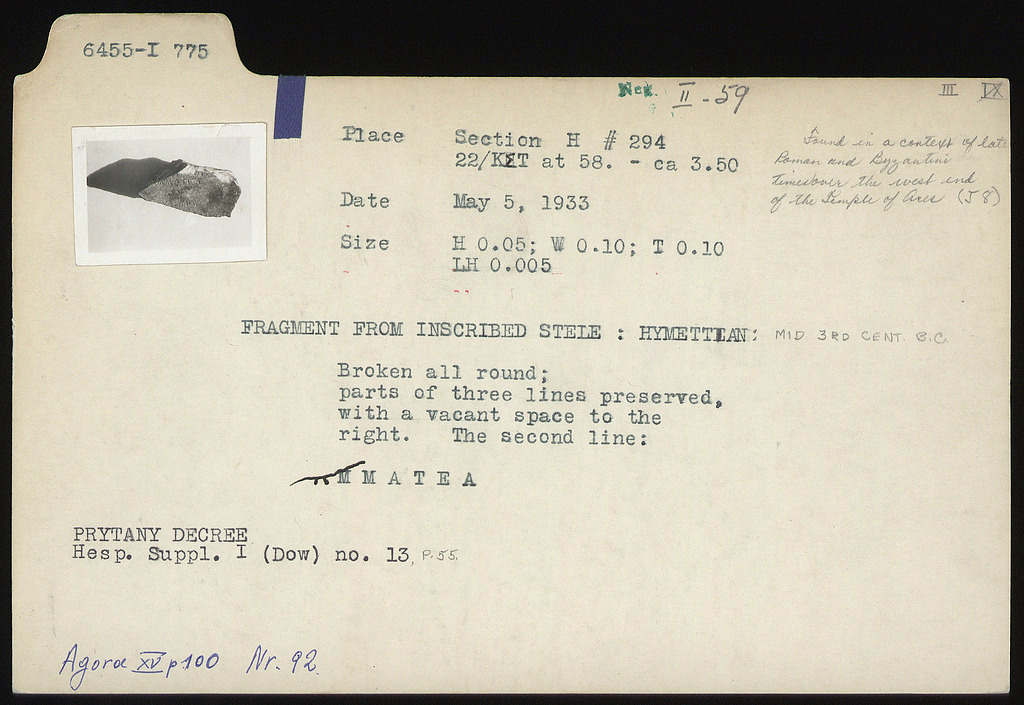 6455-I 775
Neg. II - 59
III IX
Place Section H # 294
22/KΣT at 58. - ca 3.50
Found in a context of late
Roman and Byzantine
times over the west end
of the Temple of Ares (J 8)
Date May 5, 1933
Size H 0.05; W 0.10; T 0.10
LH 0.005
FRAGMENT FROM INSCRIBED STELE : HYMETTIAN: MID 3RD CENT. B.C.
Broken all round;
parts of three lines preserved,
with a vacant space to the
right. The second line:
M M A T E A
PRYTANY DECREE
Hesp. Suppl. I (Dow) no. 13, P.55.
Agora XV p100 Nr. 92